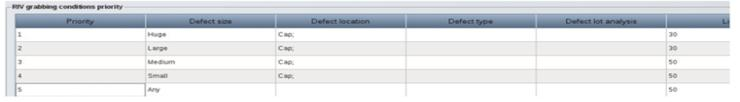 RIV grabbing conditions priority
Priority Defect size Defect location Defect type Defect lot analysis
1 Huge Cap; 30
2 Large Cap; 30
3 Medium Cap; 50
4 Small Cap; 50
5 Any 50